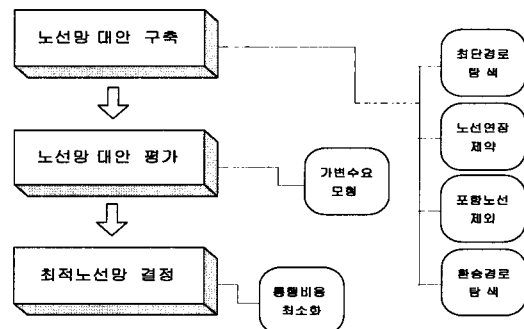 노선망 대안 구축
최단경로
탐 색
노선연장
제약
노선망 대안 평가
가변수요
모형
포함노선
제외
최적노선망 결정
통행비용
최소화
환승경로
탐 색